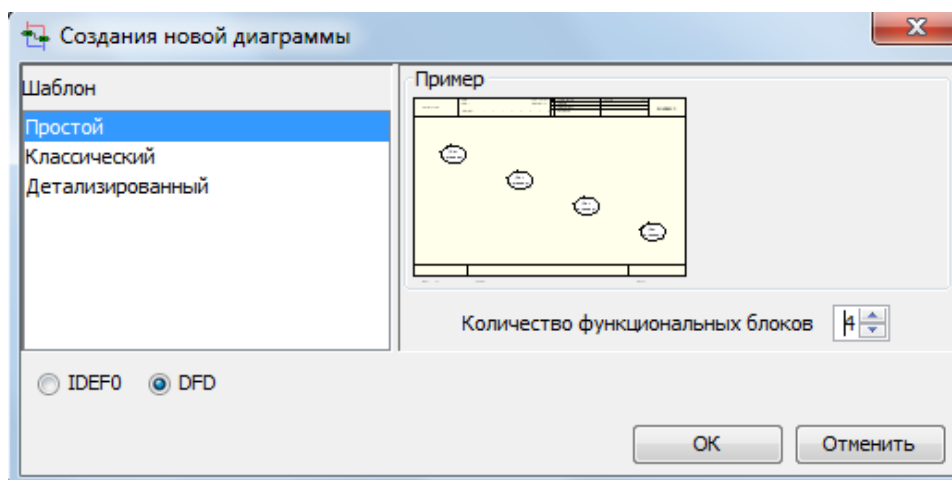 Создания новой диаграммы
Шаблон
Простой
Классический
Детализированный
Пример
Количество функциональных блоков 4
IDEF0 DFD
OK Отменить